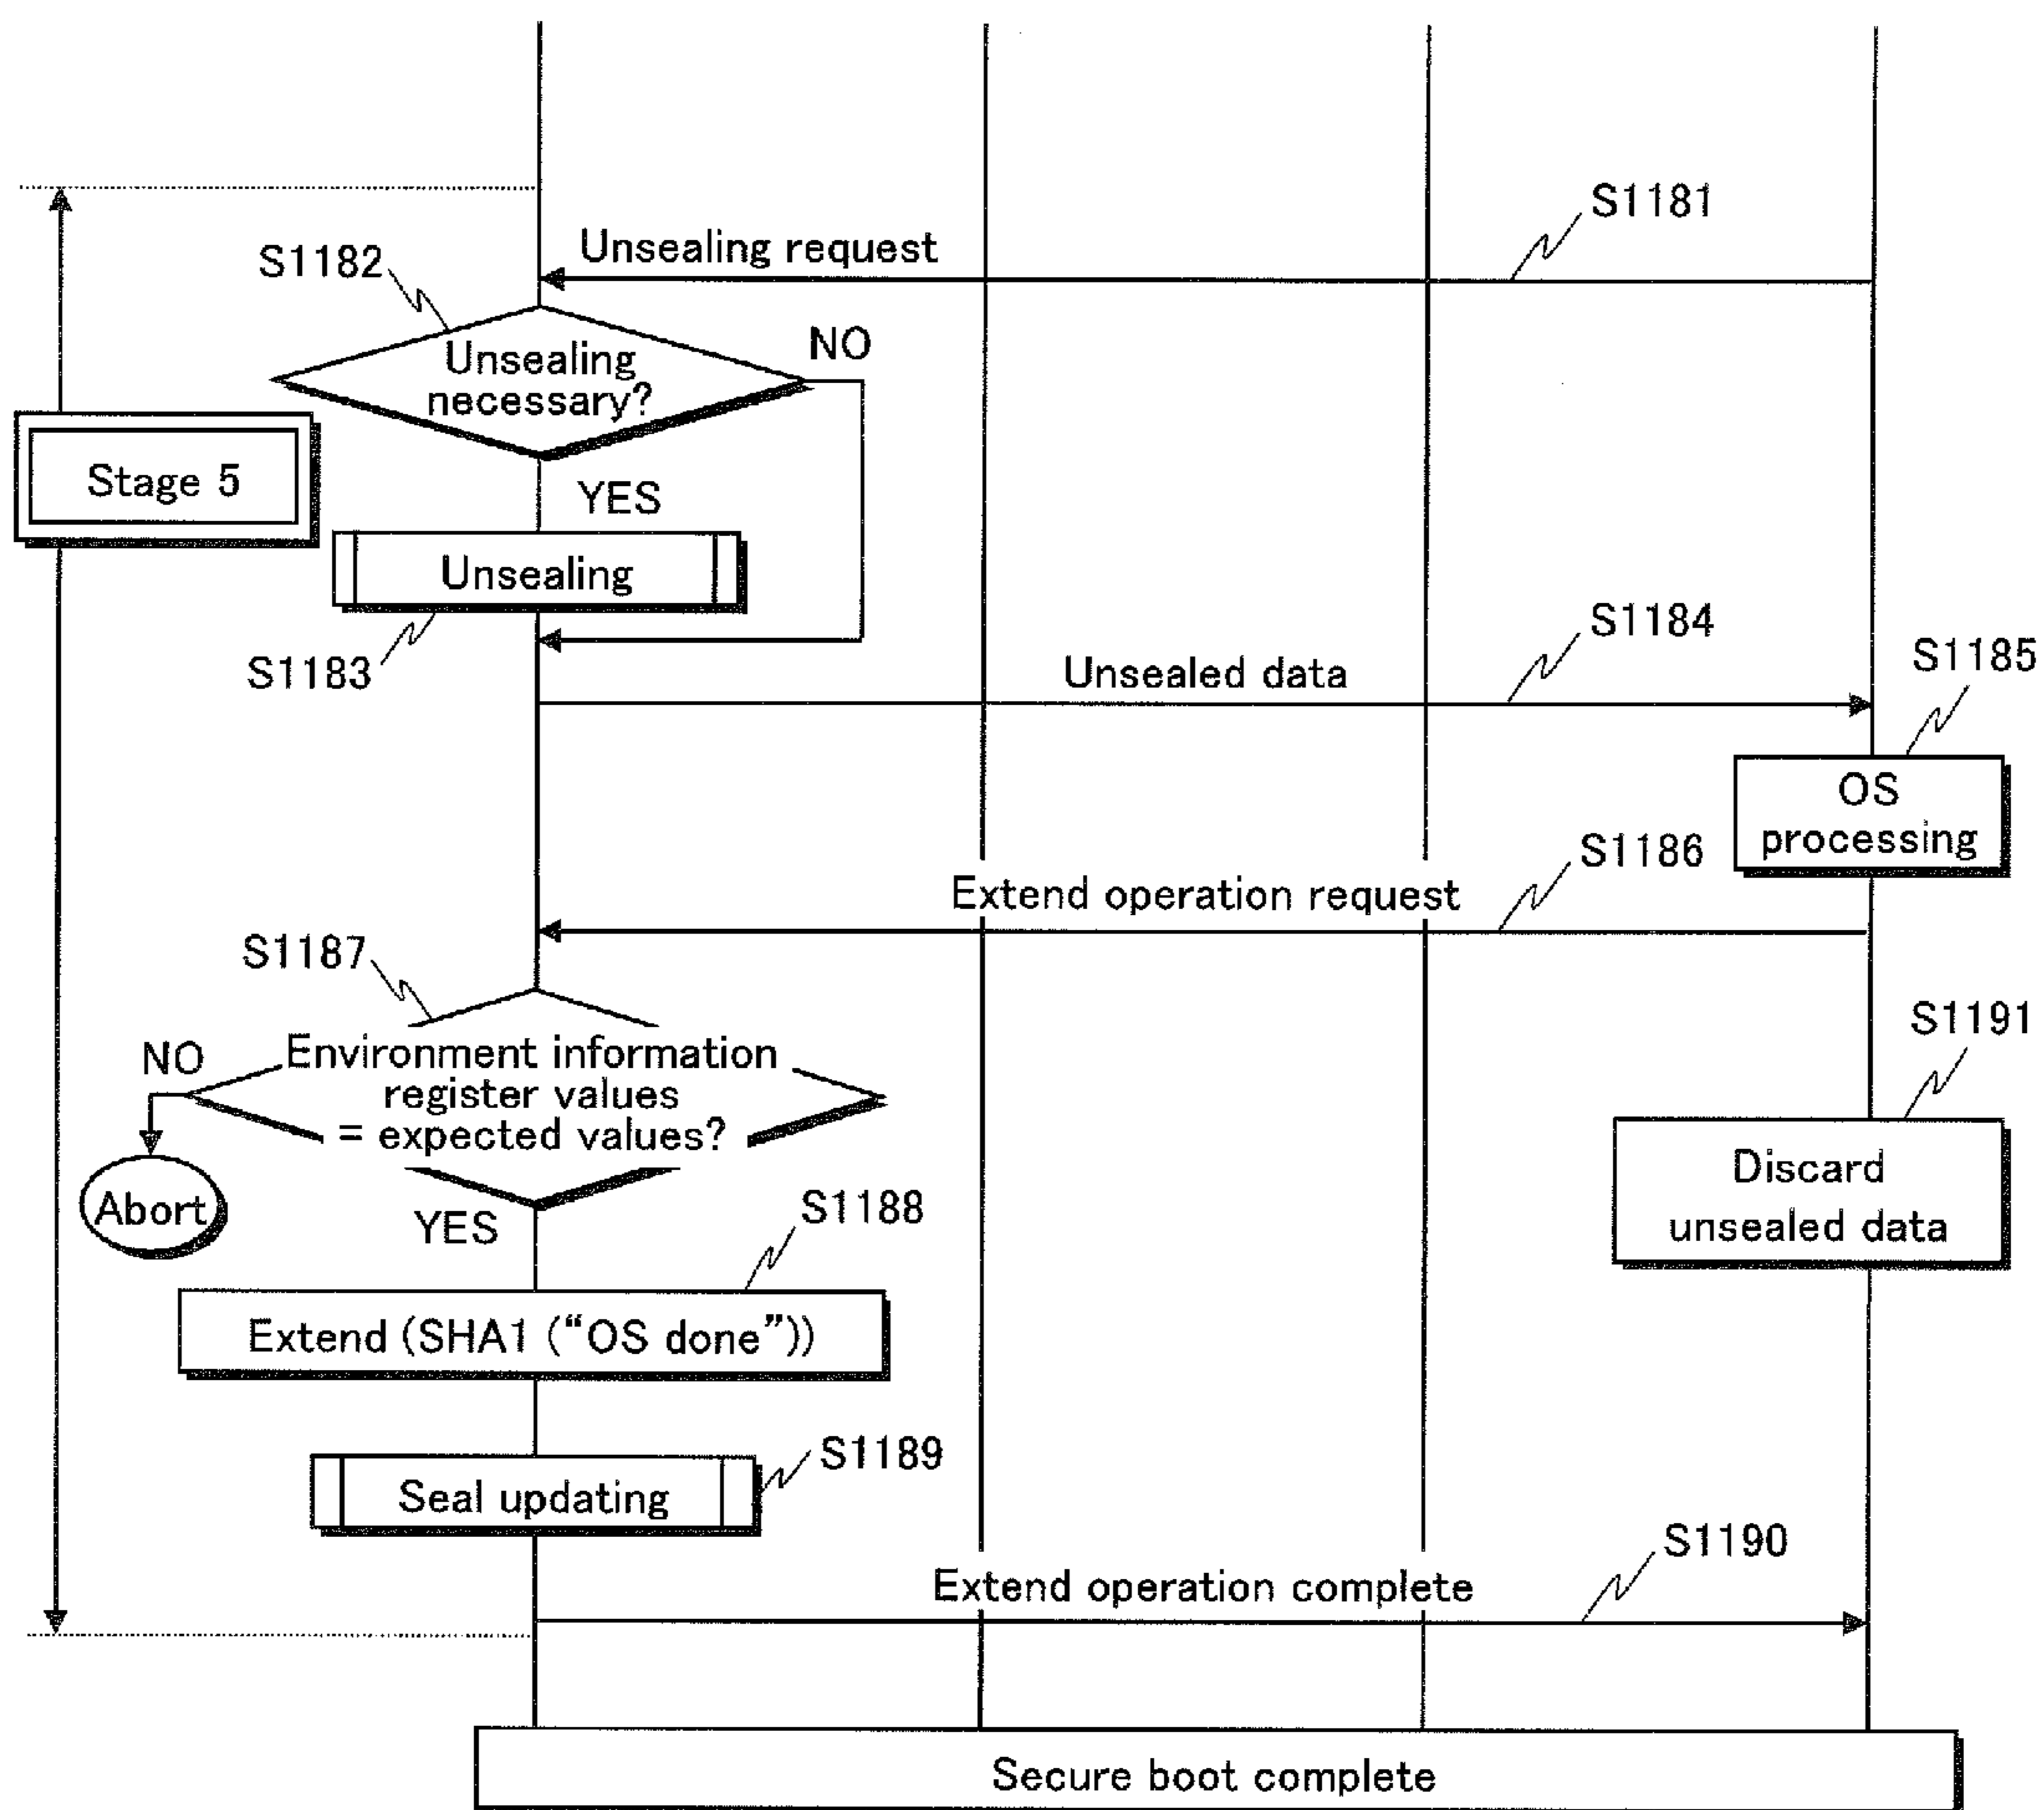 S1181
Unsealing request
S1182
NO
Unsealing
necessary?
Stage 5
YES
Unsealing
S1183
S1184
Unsealed data
S1185
OS
processing
S1186
Extend operation request
S1187
NO
Environment information
register values
= expected values?
S1191
Abort
Discard
unsealed data
YES
S1188
Extend (SHA1 (“OS done”))
S1189
Seal updating
S1190
Extend operation complete
Secure boot complete